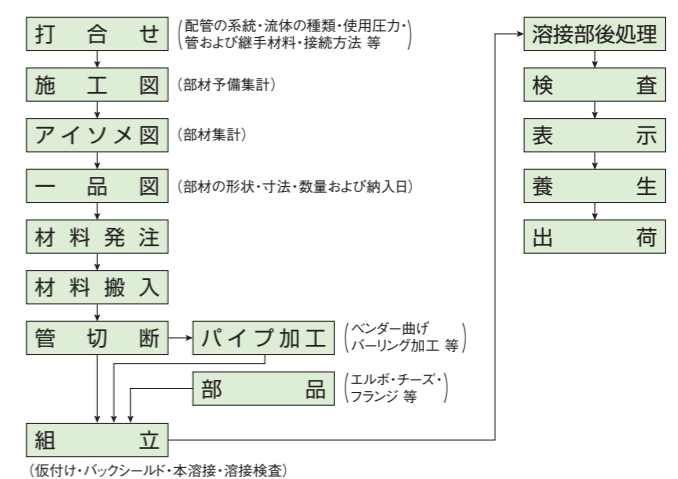 打合せ
(配管の系統・流体の種類・使用圧力・
管および継手材料・接続方法 等)
施工図
(部材予備集計)
アイソメ図
(部材集計)
一品図
(部材の形状・寸法・数量および納入日)
材料発注
材料搬入
管切断
パイプ加工
(ベンダー曲げ
バーリング加工 等)
部品
(エルボ・チーズ・
フランジ 等)
組立
(仮付け・バックシールド・本溶接・溶接検査)
溶接部後処理
検査
表示
養生
出荷